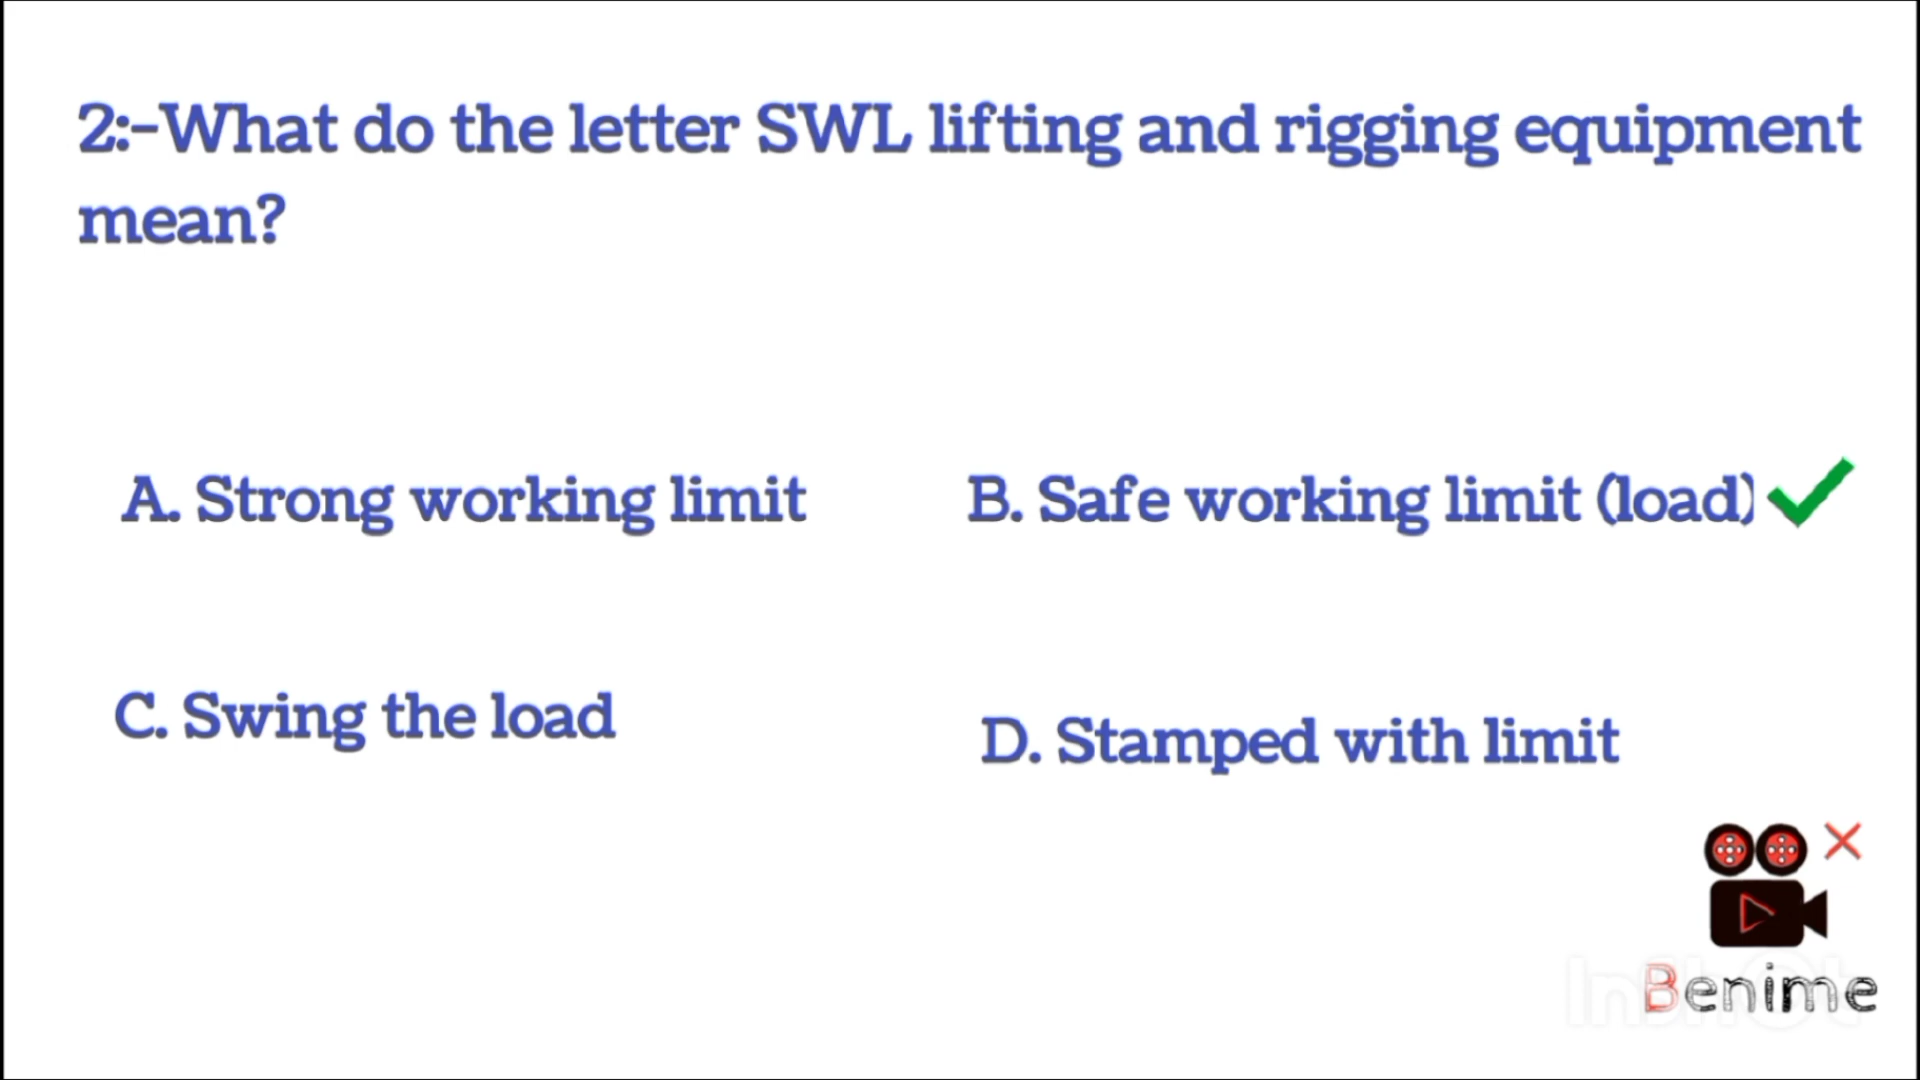 2:-What do the letter SWL lifting and rigging equipment
mean?
A. Strong working limit
B. Safe working limit (load)
C. Swing the load
D. Stamped with limit
Benime
InShot